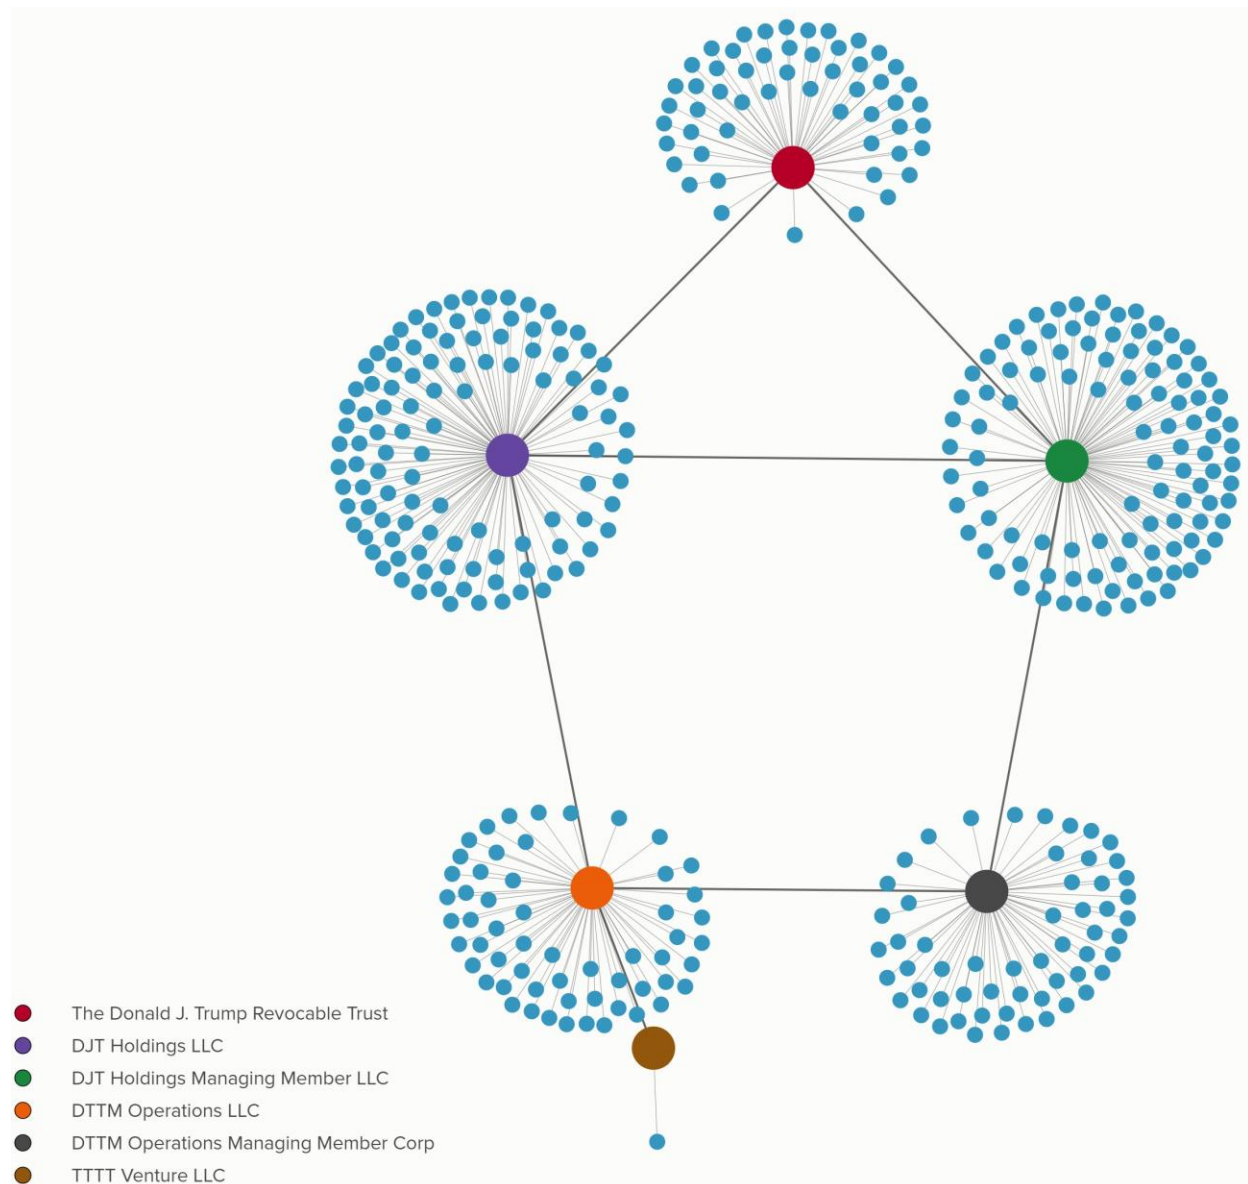 The Donald J. Trump Revocable Trust
DJT Holdings LLC
DJT Holdings Managing Member LLC
DTTM Operations LLC
DTTM Operations Managing Member Corp
TTTT Venture LLC